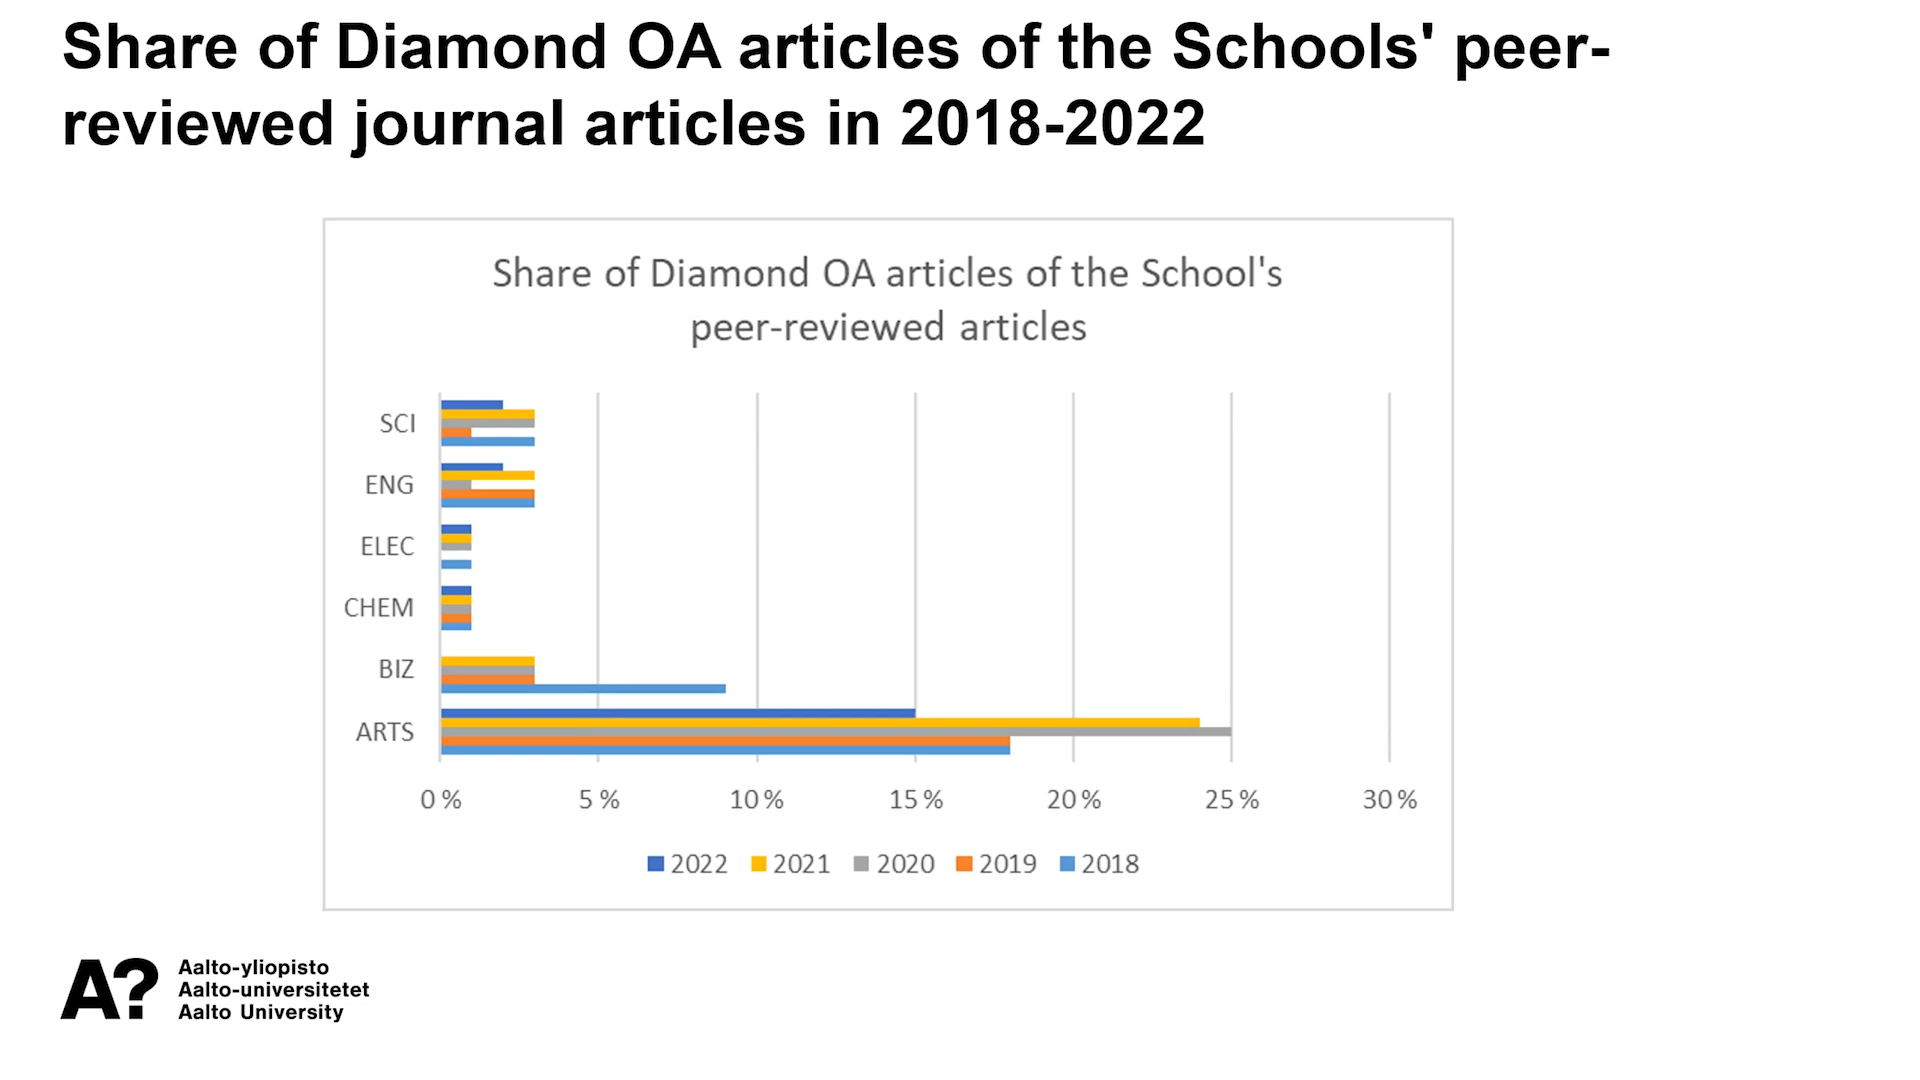 Share of Diamond OA articles of the Schools' peer-
reviewed journal articles in 2018-2022
Share of Diamond OA articles of the School's
peer-reviewed articles
SCI
ENG
ELEC
CHEM
BIZ
ARTS
0 % 5 % 10 % 15 % 20 % 25 % 30 %
2022 2021 2020 2019 2018
A?
Aalto-yliopisto
Aalto-universitetet
Aalto University